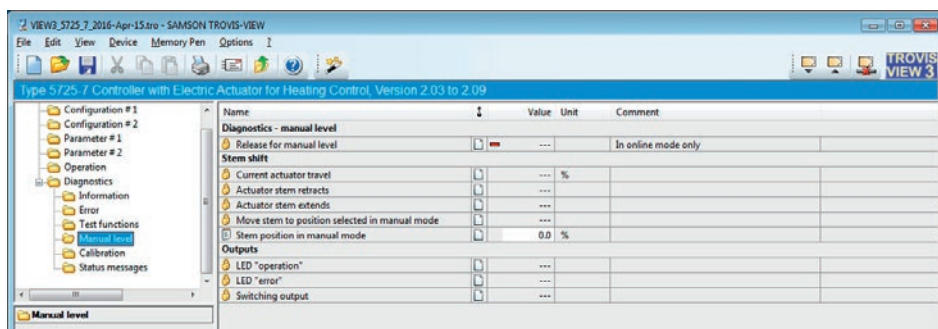 VIEW3_5725_7_2016-Apr-15.tro - SAMSON TROVIS-VIEW
File Edit View Device Memory Pen Options ?
TROVIS
VIEW 3
Type 5725-7 Controller with Electric Actuator for Heating Control, Version 2.03 to 2.09
Configuration # 1
Configuration # 2
Parameter # 1
Parameter # 2
Operation
Diagnostics
Information
Error
Test functions
Manual level
Calibration
Status messages
Manual level
Name Value Unit Comment
Diagnostics - manual level
Release for manual level --- In online mode only
Stem shift
Current actuator travel --- %
Actuator stem retracts ---
Actuator stem extends ---
Move stem to position selected in manual mode ---
Stem position in manual mode 0.0 %
Outputs
LED "operation" ---
LED "error" ---
Switching output ---